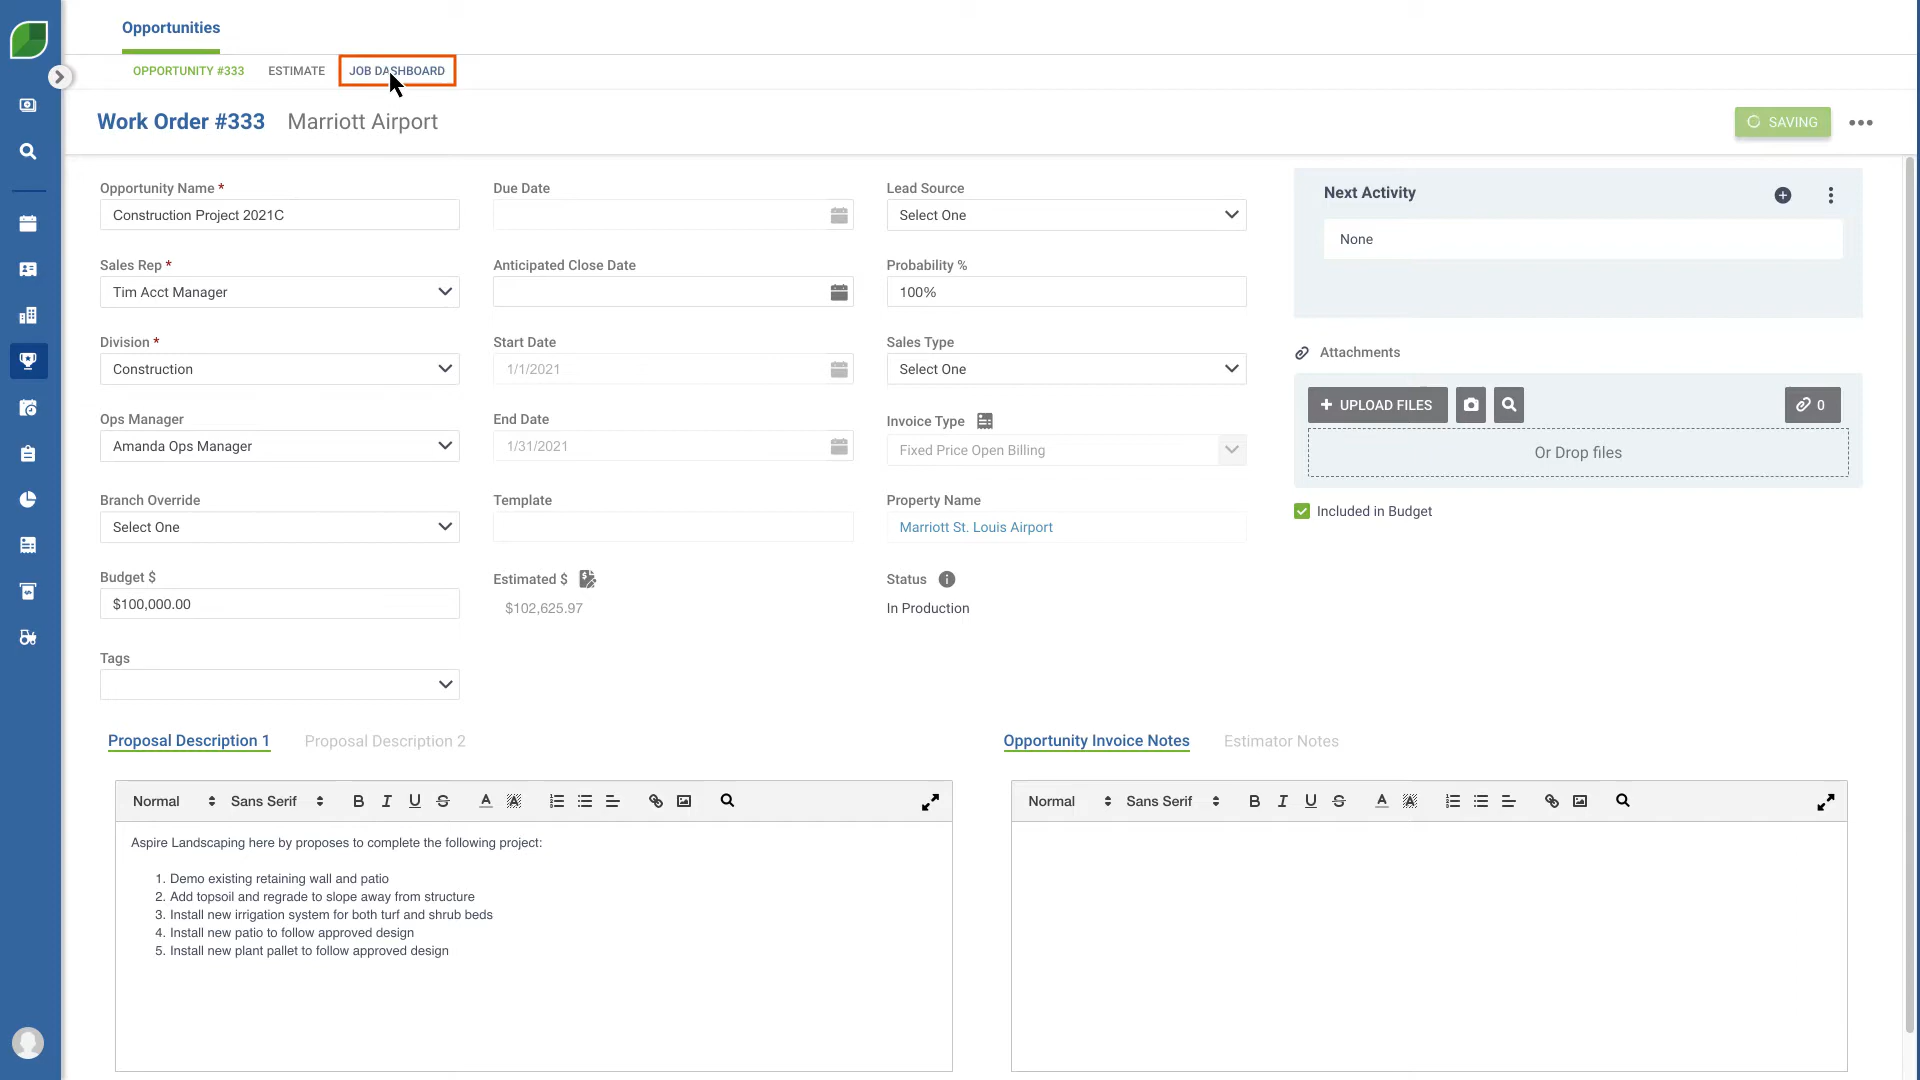 Opportunities
OPPORTUNITY #333 ESTIMATE JOB DASHBOARD
Work Order #333 Marriott Airport
SAVING
Opportunity Name *
Construction Project 2021C
Due Date
Lead Source
Select One
Next Activity
None
Sales Rep *
Tim Acct Manager
Anticipated Close Date
Probability %
100%
Division *
Construction
Start Date
1/1/2021
Sales Type
Select One
Attachments
UPLOAD FILES
0
Or Drop files
Included in Budget
Ops Manager
Amanda Ops Manager
End Date
1/31/2021
Invoice Type
Fixed Price Open Billing
Branch Override
Select One
Template
Property Name
Marriott St. Louis Airport
Budget $
$100,000.00
Estimated $
$102,625.97
Status
In Production
Tags
Proposal Description 1 Proposal Description 2
Normal Sans Serif
Aspire Landscaping here by proposes to complete the following project:
1. Demo existing retaining wall and patio
2. Add topsoil and regrade to slope away from structure
3. Install new irrigation system for both turf and shrub beds
4. Install new patio to follow approved design
5. Install new plant pallet to follow approved design
Opportunity Invoice Notes Estimator Notes
Normal Sans Serif